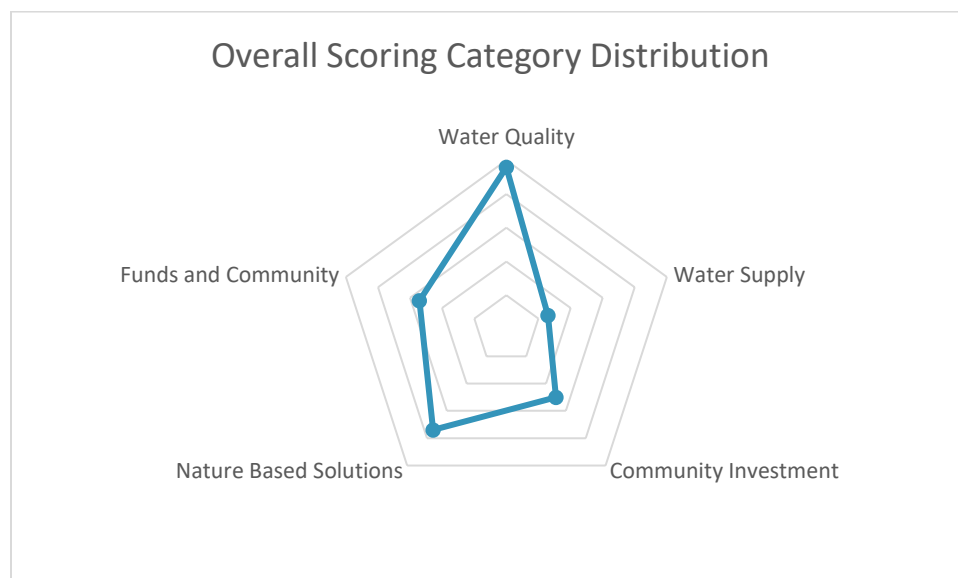 Overall Scoring Category Distribution
Water Quality
Funds and Community
Water Supply
Nature Based Solutions
Community Investment